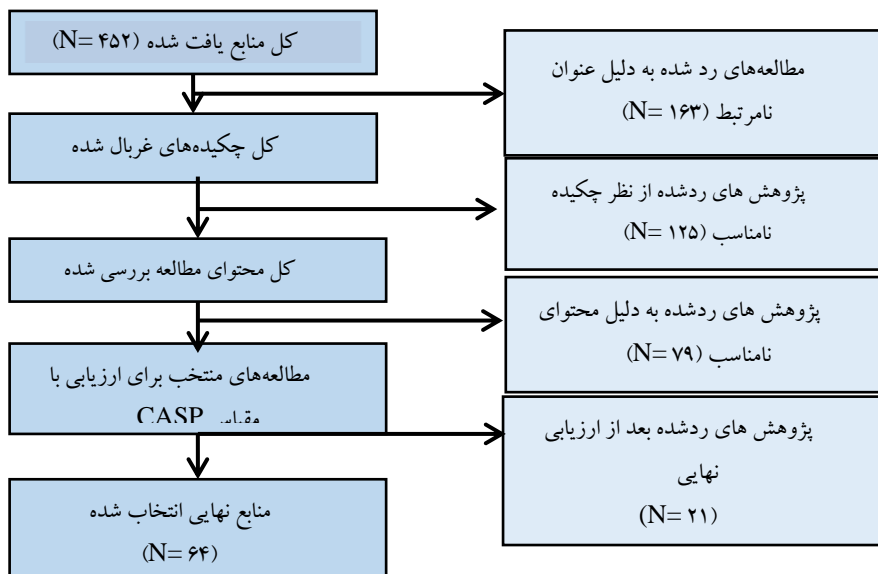 کل منابع یافت شده (N= ۴۵۲)
مطالعه‌های رد شده به دلیل عنوان
نامرتبط (N= ۱۶۳)
کل چکیده‌های غربال شده
پژوهش های ردشده از نظر چکیده
نامناسب (N= ۱۲۵)
کل محتوای مطالعه بررسی شده
پژوهش های ردشده به دلیل محتوای
نامناسب (N= ۷۹)
مطالعه‌های منتخب برای ارزیابی با
مقیاس CASP
پژوهش های ردشده بعد از ارزیابی
نهایی
(N= ۲۱)
منابع نهایی انتخاب شده
(N= ۶۴)